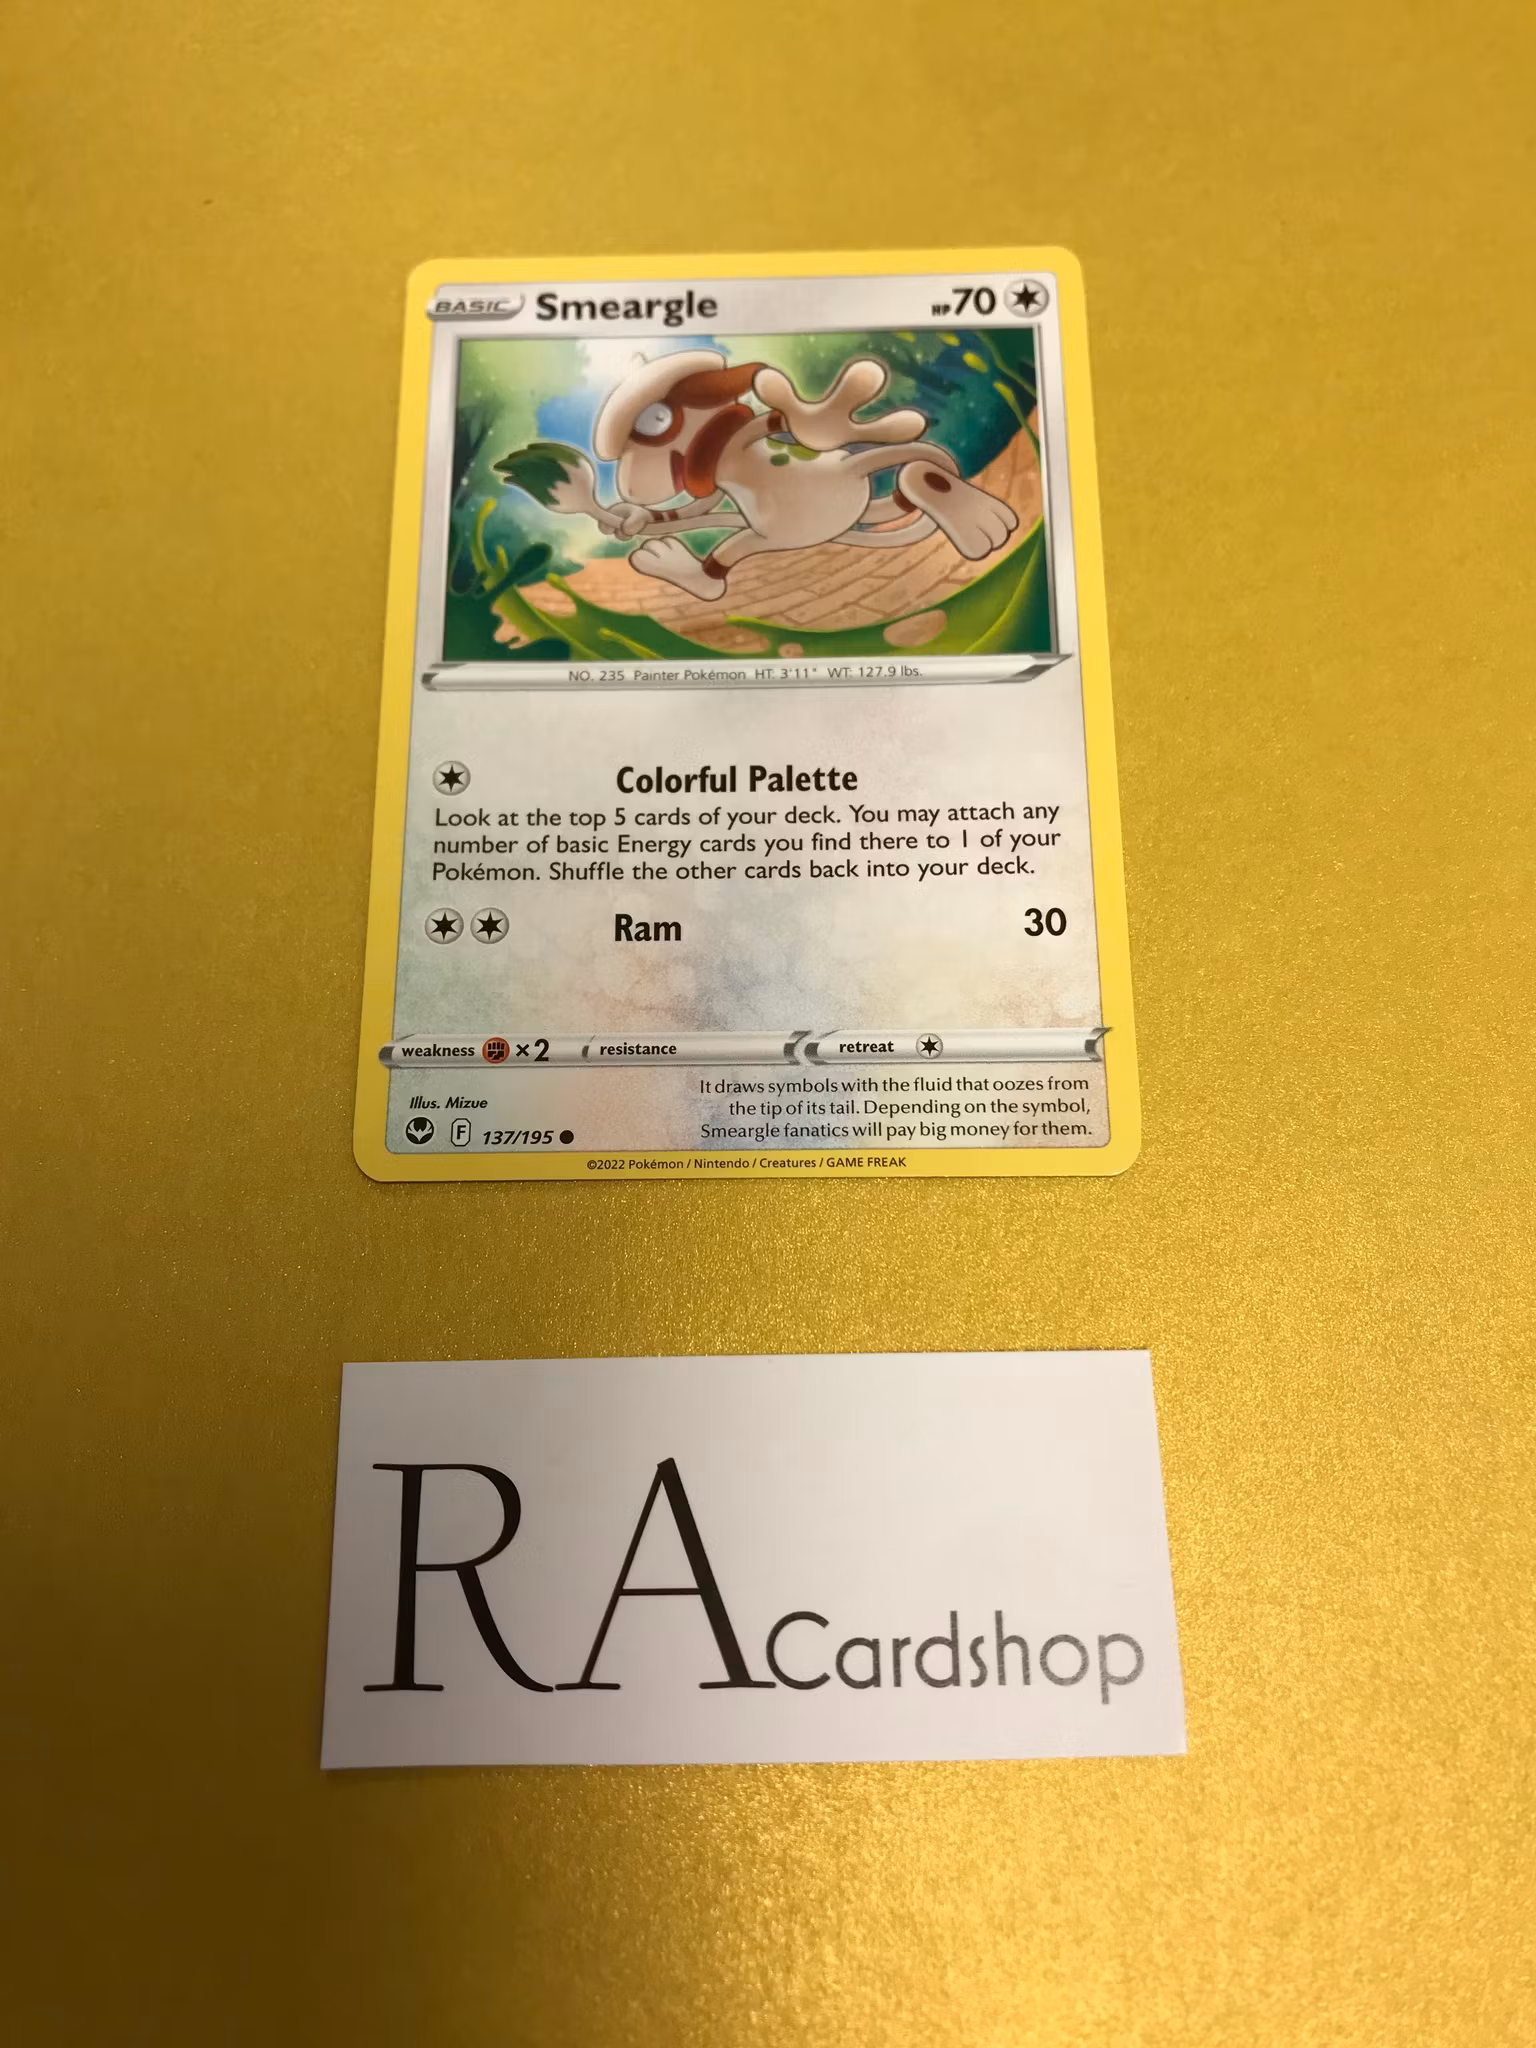 BASIC Smeargle HP 70
NO. 235 Painter Pokémon HT: 3'11" WT: 127.9 lbs.
Colorful Palette
Look at the top 5 cards of your deck. You may attach any
number of basic Energy cards you find there to 1 of your
Pokémon. Shuffle the other cards back into your deck.
Ram 30
weakness ×2 resistance retreat
It draws symbols with the fluid that oozes from
the tip of its tail. Depending on the symbol,
Smeargle fanatics will pay big money for them.
Illus. Mizue
F 137/195
©2022 Pokémon / Nintendo / Creatures / GAME FREAK
RA Cardshop